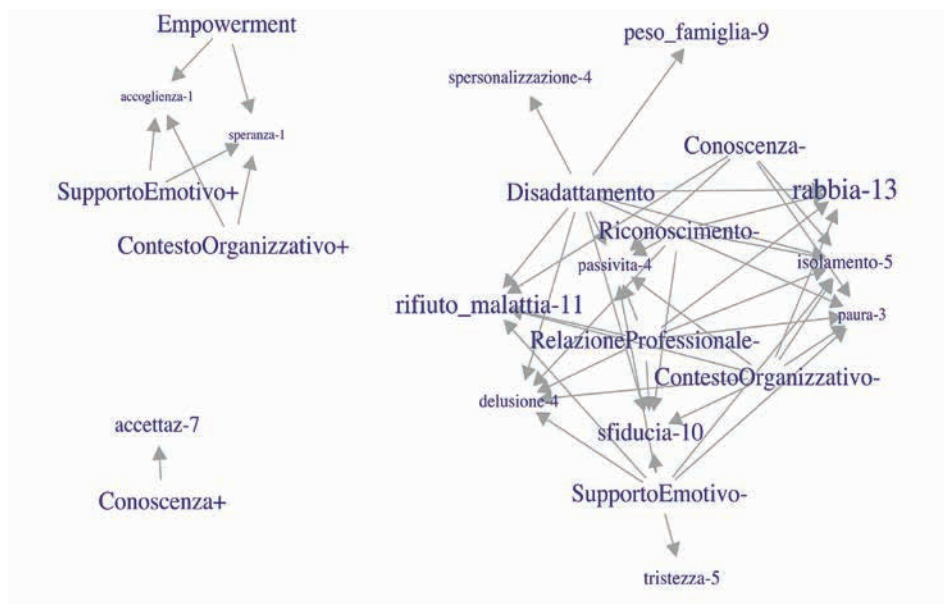 Empowerment
accoglienza-1
speranza-1
SupportoEmotivo+
ContestoOrganizzativo+
accettaz-7
Conoscenza+
peso_famiglia-9
spersonalizzazione-4
Conoscenza-
Disadattamento
rabbia-13
Riconoscimento-
passivita-4
isolamento-5
rifiuto_malattia-11
paura-3
RelazioneProfessionale-
ContestoOrganizzativo-
delusione-4
sfiducia-10
SupportoEmotivo-
tristezza-5